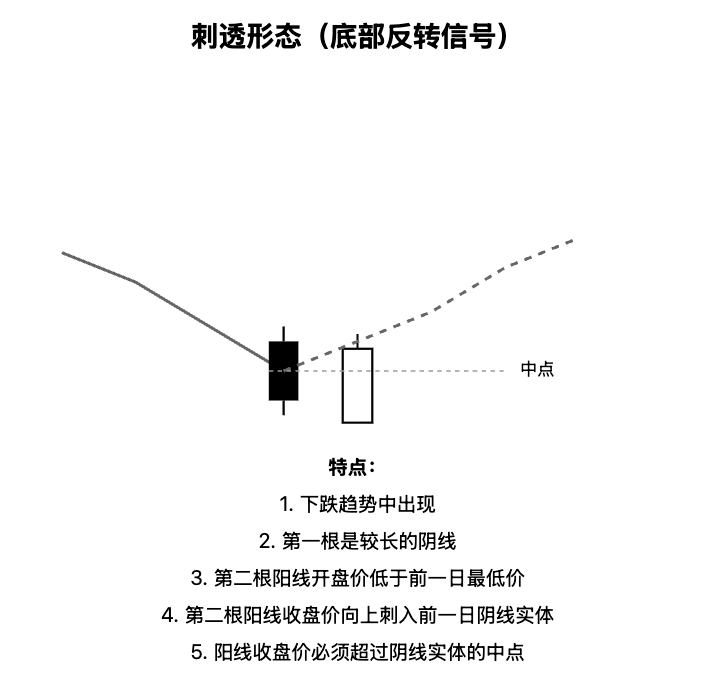 刺透形态（底部反转信号）
中点
特点：
1. 下跌趋势中出现
2. 第一根是较长的阴线
3. 第二根阳线开盘价低于前一日最低价
4. 第二根阳线收盘价向上刺入前一日阴线实体
5. 阳线收盘价必须超过阴线实体的中点